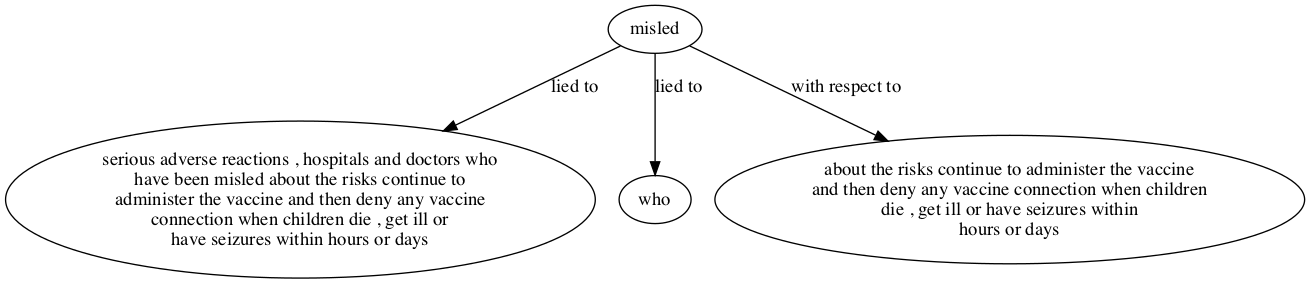 misled
lied to
lied to
with respect to
serious adverse reactions , hospitals and doctors who
have been misled about the risks continue to
administer the vaccine and then deny any vaccine
connection when children die , get ill or
have seizures within hours or days
who
about the risks continue to administer the vaccine
and then deny any vaccine connection when children
die , get ill or have seizures within
hours or days